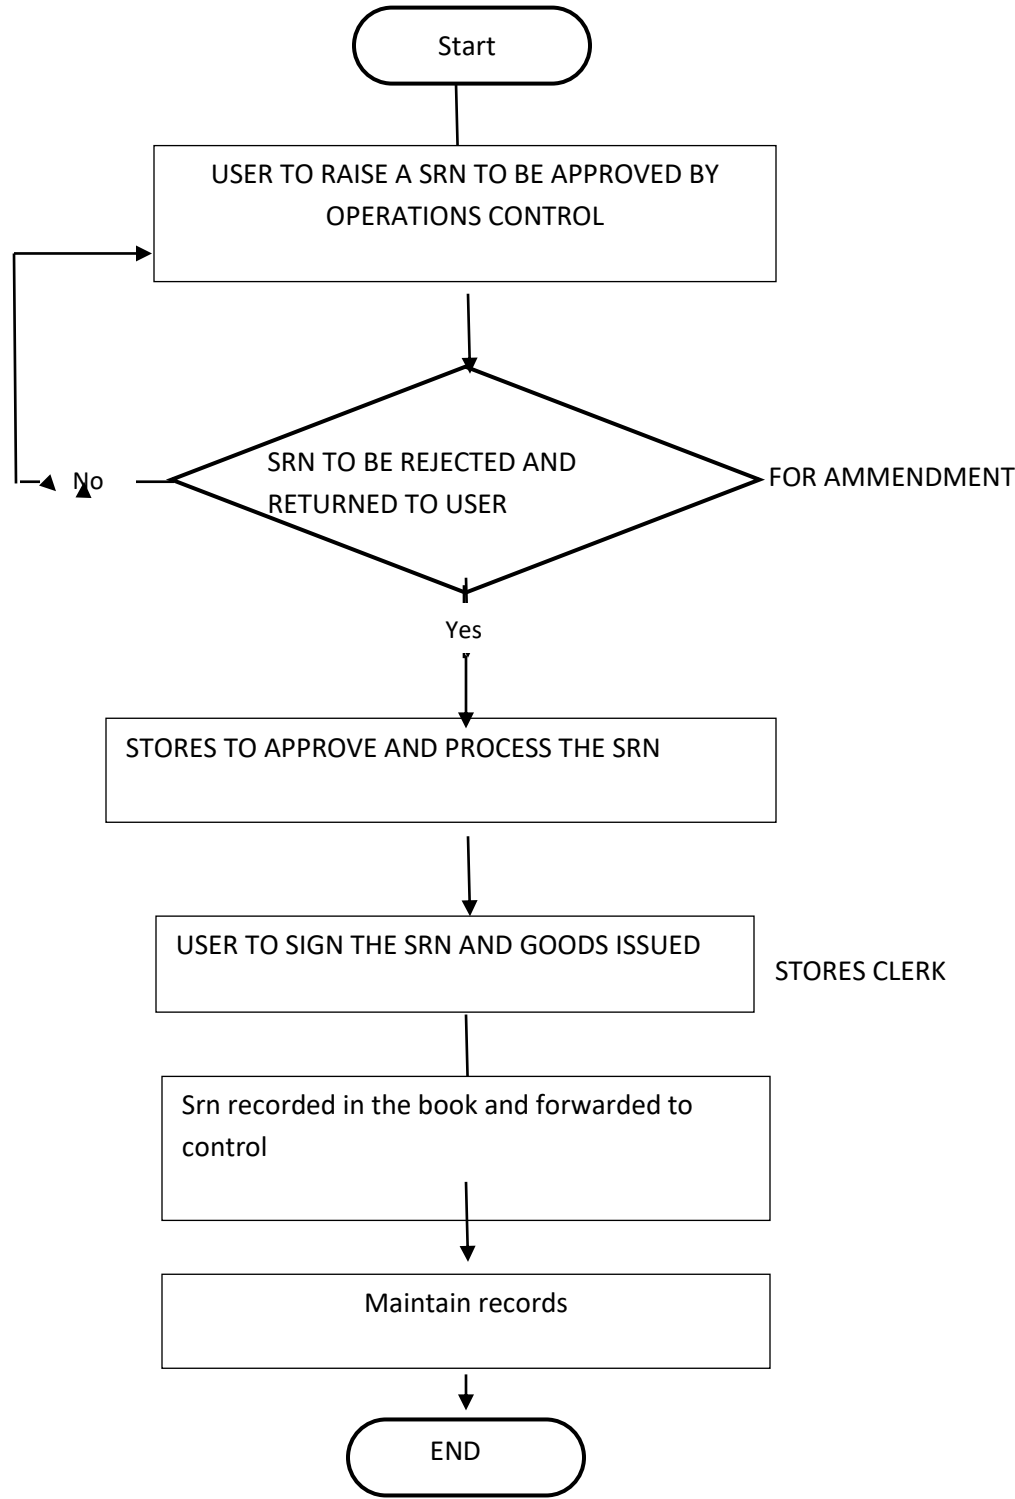 Start
USER TO RAISE A SRN TO BE APPROVED BY
OPERATIONS CONTROL
SRN TO BE REJECTED AND
RETURNED TO USER
FOR AMMENDMENT
No
Yes
STORES TO APPROVE AND PROCESS THE SRN
USER TO SIGN THE SRN AND GOODS ISSUED
STORES CLERK
Srn recorded in the book and forwarded to
control
Maintain records
END